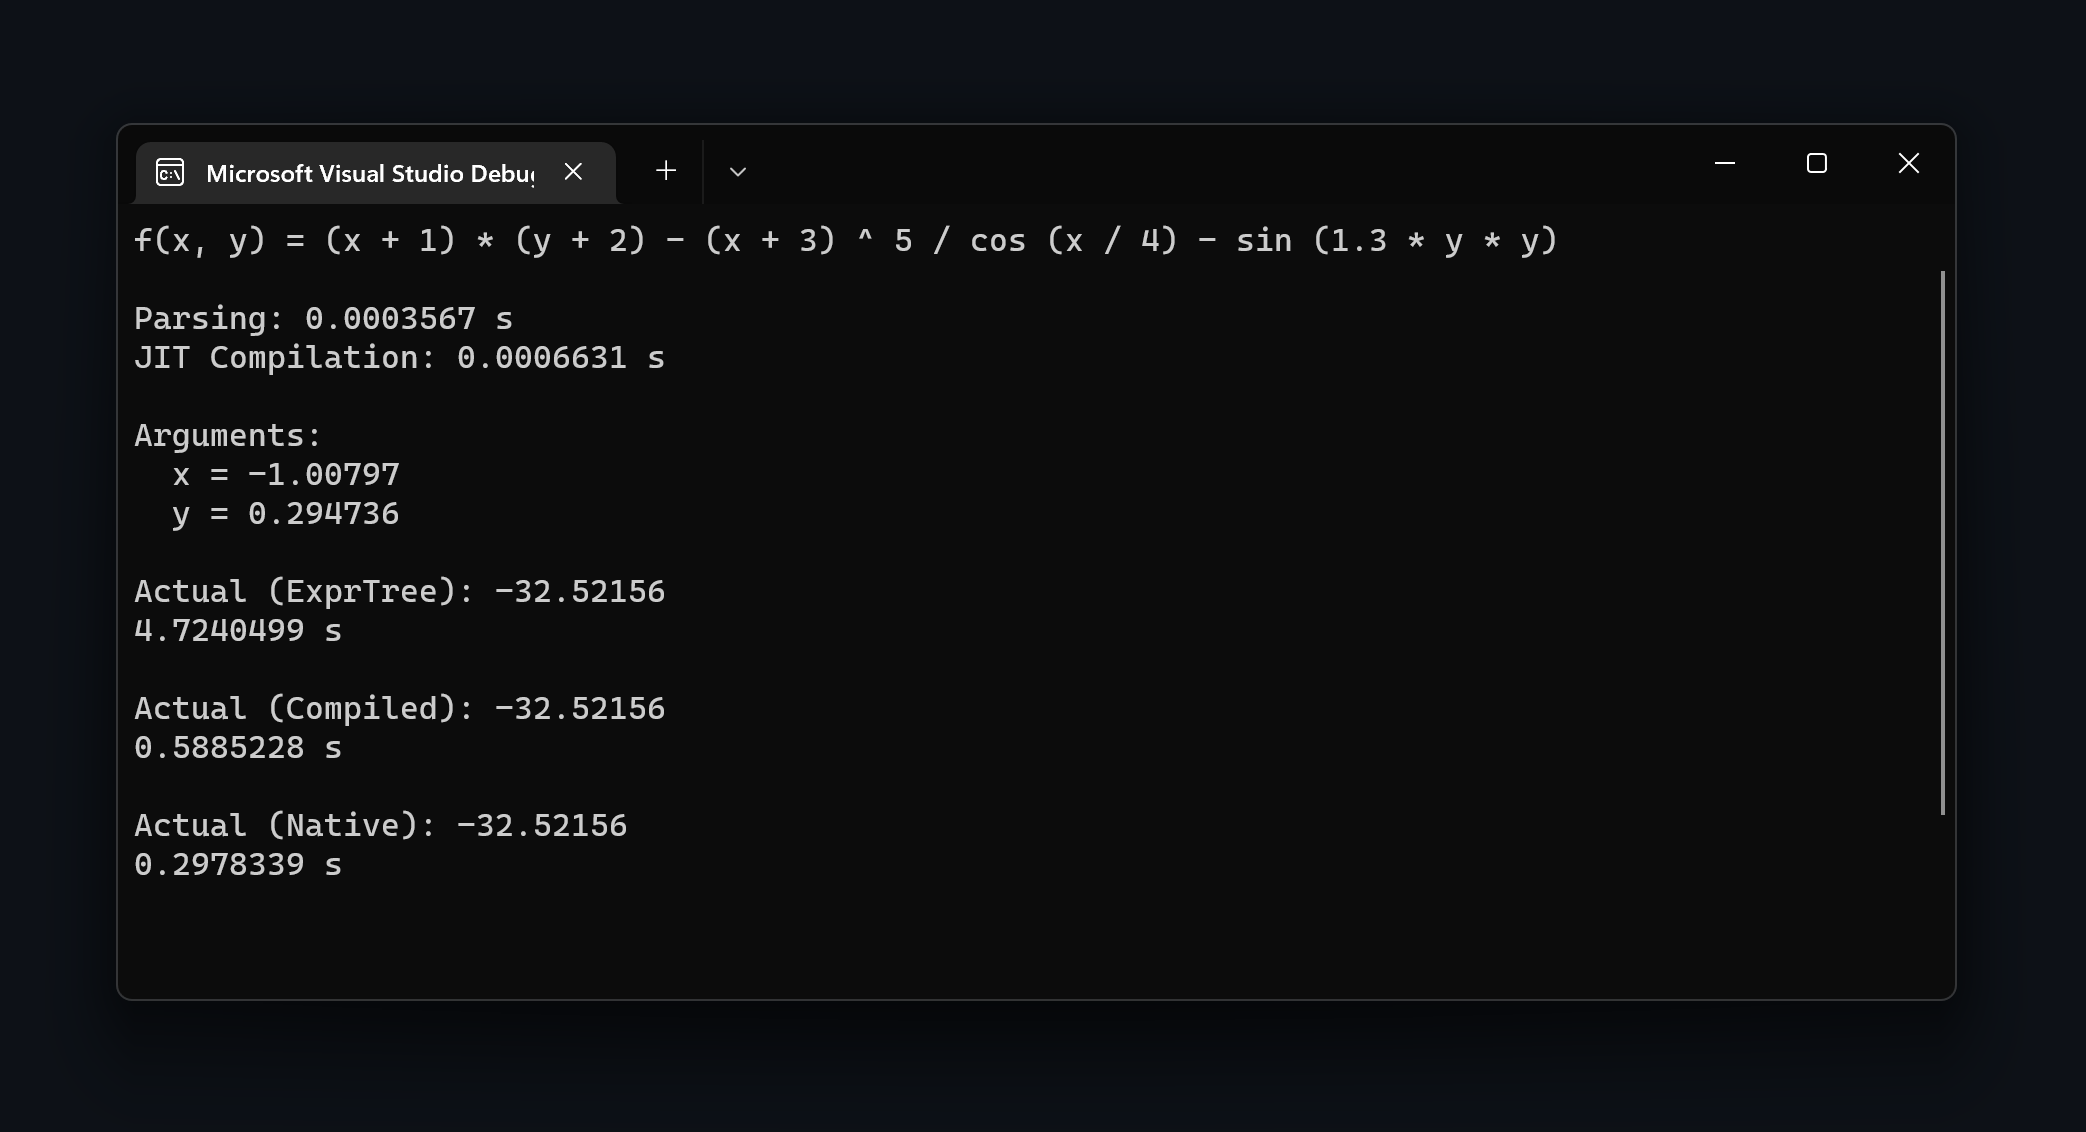 Microsoft Visual Studio Debug
f(x, y) = (x + 1) * (y + 2) - (x + 3) ^ 5 / cos (x / 4) - sin (1.3 * y * y)
Parsing: 0.0003567 s
JIT Compilation: 0.0006631 s
Arguments:
x = -1.00797
y = 0.294736
Actual (ExprTree): -32.52156
4.7240499 s
Actual (Compiled): -32.52156
0.5885228 s
Actual (Native): -32.52156
0.2978339 s